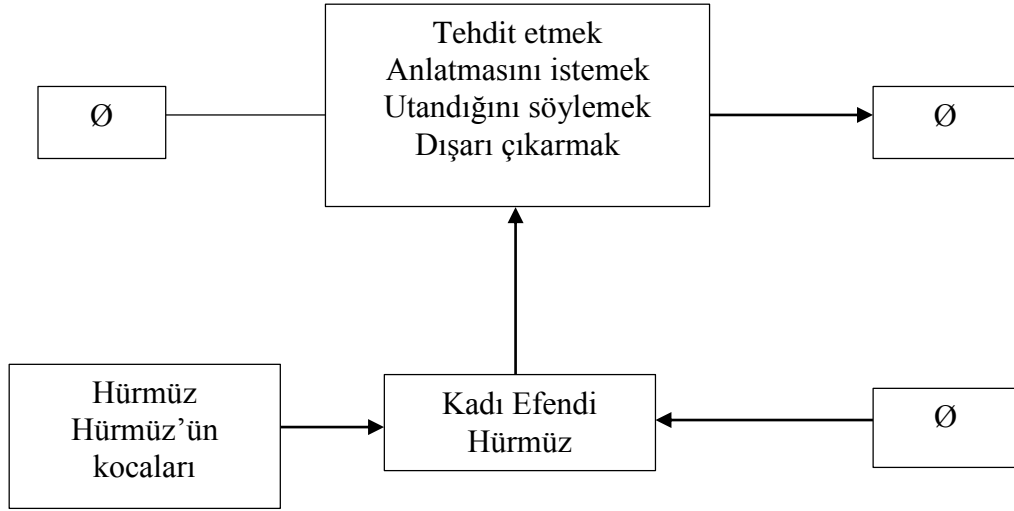 Tehdit etmek
Anlatmasını istemek
Utandığını söylemek
Dışarı çıkarmak
Ø
Ø
Hürmüz
Hürmüz’ün
kocaları
Kadı Efendi
Hürmüz
Ø